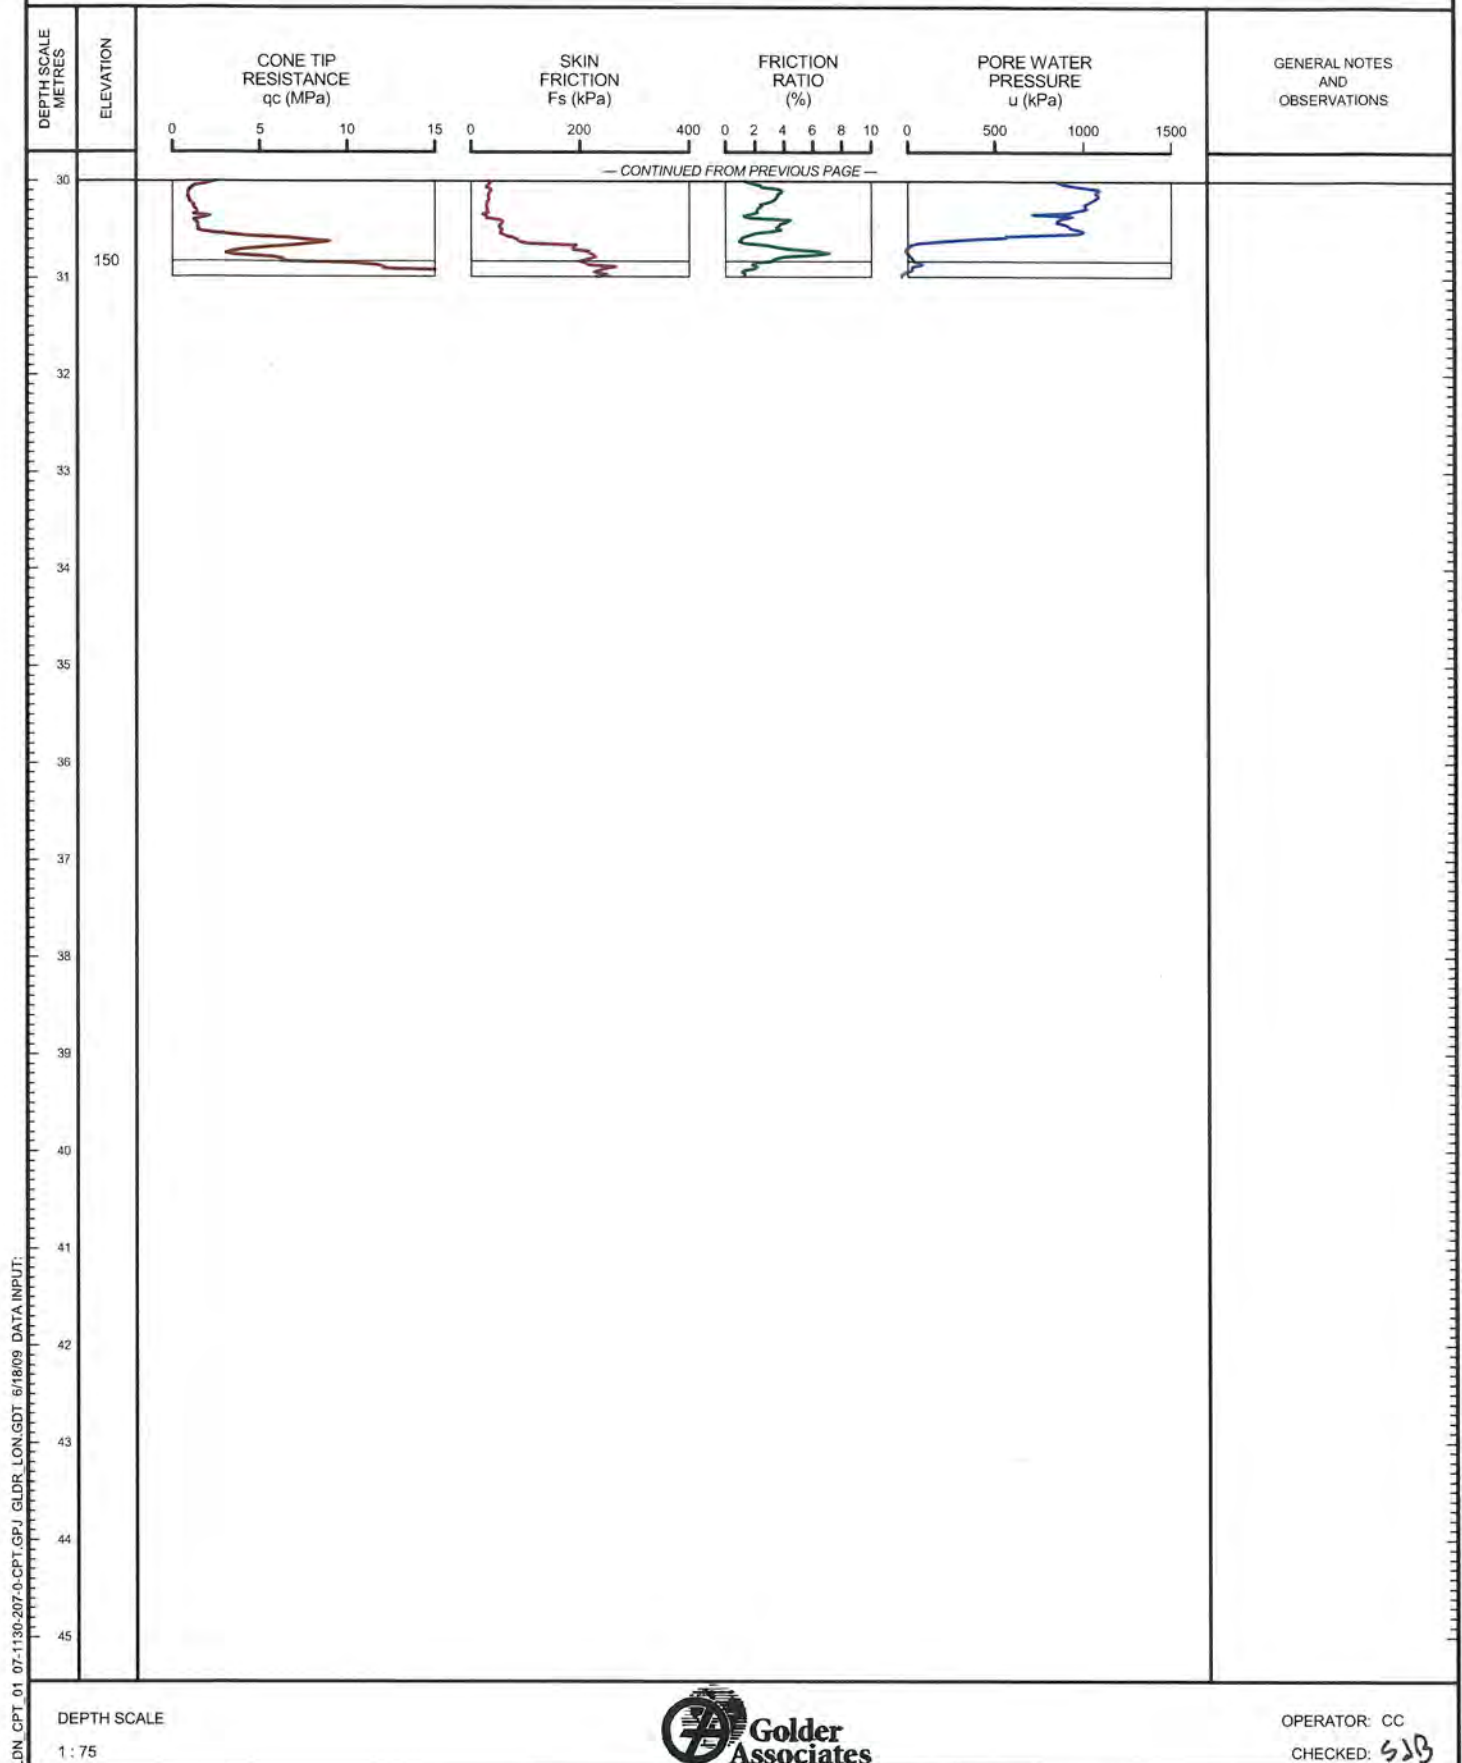 DEPTH SCALE
METRES
ELEVATION
CONE TIP
RESISTANCE
qc (MPa)
0 5 10 15
SKIN
FRICTION
Fs (kPa)
0 200 400
FRICTION
RATIO
(%)
0 2 4 6 8 10
PORE WATER
PRESSURE
u (kPa)
0 500 1000 1500
GENERAL NOTES
AND
OBSERVATIONS
— CONTINUED FROM PREVIOUS PAGE —
30
150
31
32
33
34
35
36
37
38
39
40
41
42
43
44
45
LDN_CPT_01 07-1130-207-0-CPT.GPJ GLDR_LON.GDT 6/18/09 DATA INPUT:
DEPTH SCALE
1 : 75
Golder
Associates
OPERATOR: CC
CHECKED: SJB